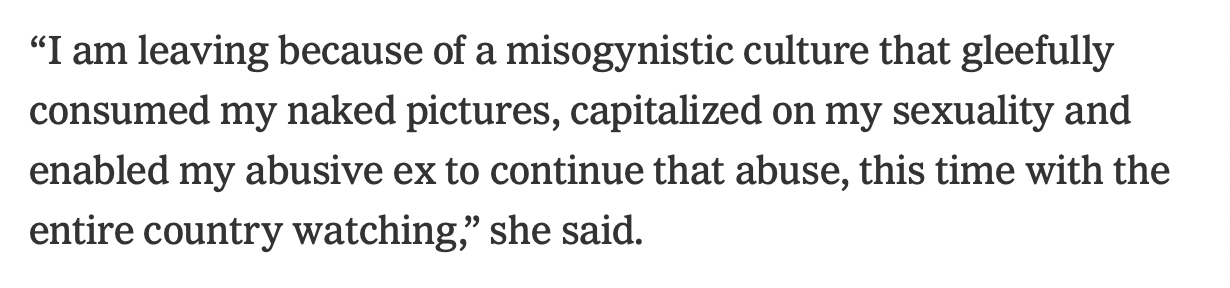 “I am leaving because of a misogynistic culture that gleefully
consumed my naked pictures, capitalized on my sexuality and
enabled my abusive ex to continue that abuse, this time with the
entire country watching,” she said.